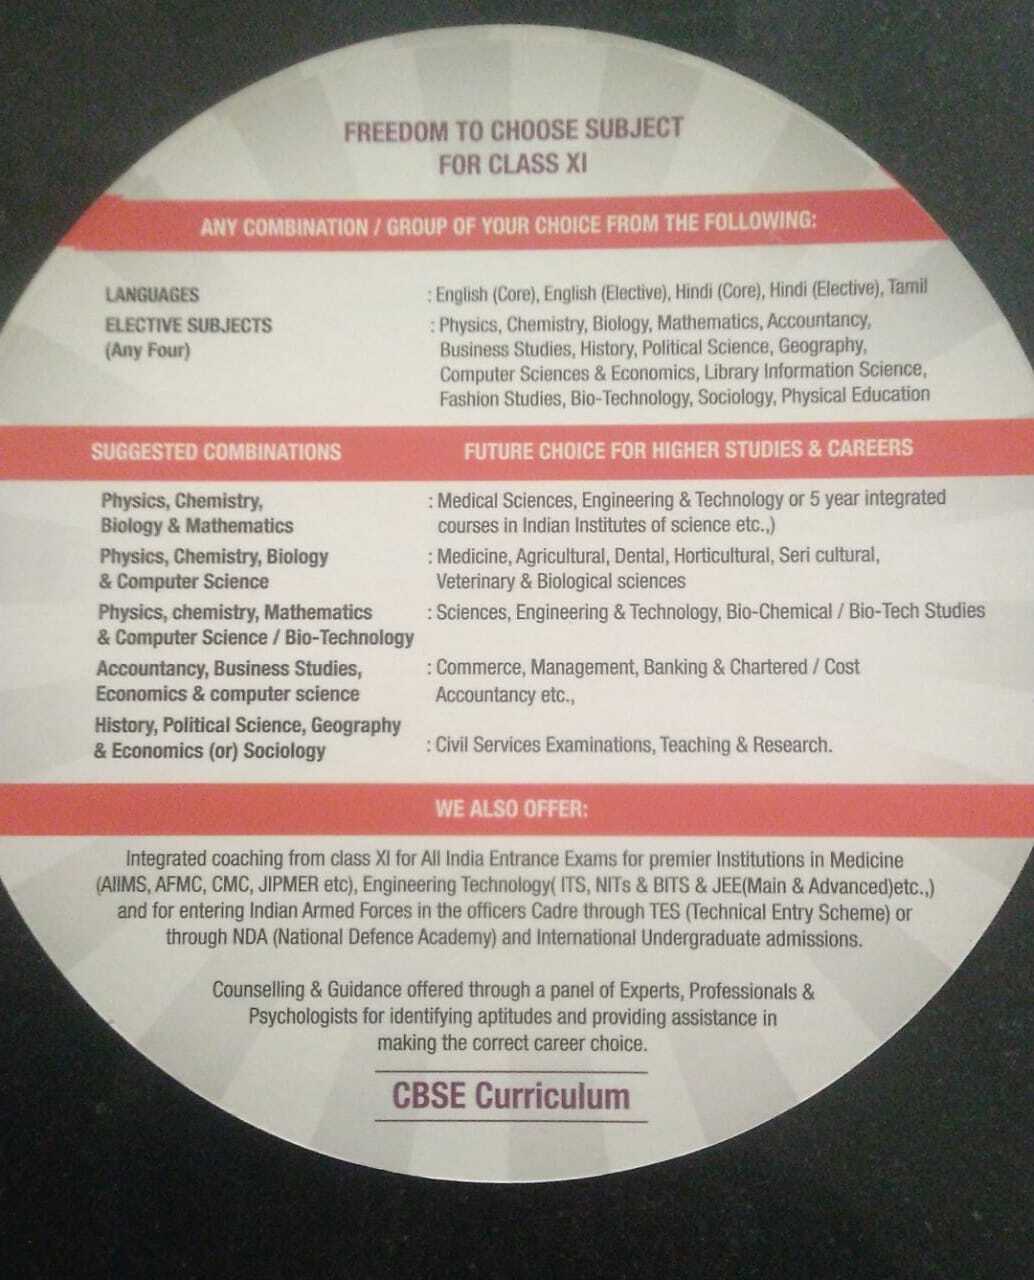 FREEDOM TO CHOOSE SUBJECT
FOR CLASS XI
ANY COMBINATION / GROUP OF YOUR CHOICE FROM THE FOLLOWING:
LANGUAGES : English (Core), English (Elective), Hindi (Core), Hindi (Elective), Tamil
ELECTIVE SUBJECTS : Physics, Chemistry, Biology, Mathematics, Accountancy,
(Any Four) Business Studies, History, Political Science, Geography,
Computer Sciences & Economics, Library Information Science,
Fashion Studies, Bio-Technology, Sociology, Physical Education
SUGGESTED COMBINATIONS FUTURE CHOICE FOR HIGHER STUDIES & CAREERS
Physics, Chemistry, : Medical Sciences, Engineering & Technology or 5 year integrated
Biology & Mathematics courses in Indian Institutes of science etc.,)
Physics, Chemistry, Biology : Medicine, Agricultural, Dental, Horticultural, Seri cultural,
& Computer Science Veterinary & Biological sciences
Physics, chemistry, Mathematics : Sciences, Engineering & Technology, Bio-Chemical / Bio-Tech Studies
& Computer Science / Bio-Technology
Accountancy, Business Studies, : Commerce, Management, Banking & Chartered / Cost
Economics & computer science Accountancy etc.,
History, Political Science, Geography
& Economics (or) Sociology : Civil Services Examinations, Teaching & Research.
WE ALSO OFFER:
Integrated coaching from class XI for All India Entrance Exams for premier Institutions in Medicine
(AIIMS, AFMC, CMC, JIPMER etc), Engineering Technology( ITS, NITs & BITS & JEE(Main & Advanced)etc.,)
and for entering Indian Armed Forces in the officers Cadre through TES (Technical Entry Scheme) or
through NDA (National Defence Academy) and International Undergraduate admissions.
Counselling & Guidance offered through a panel of Experts, Professionals &
Psychologists for identifying aptitudes and providing assistance in
making the correct career choice.
CBSE Curriculum